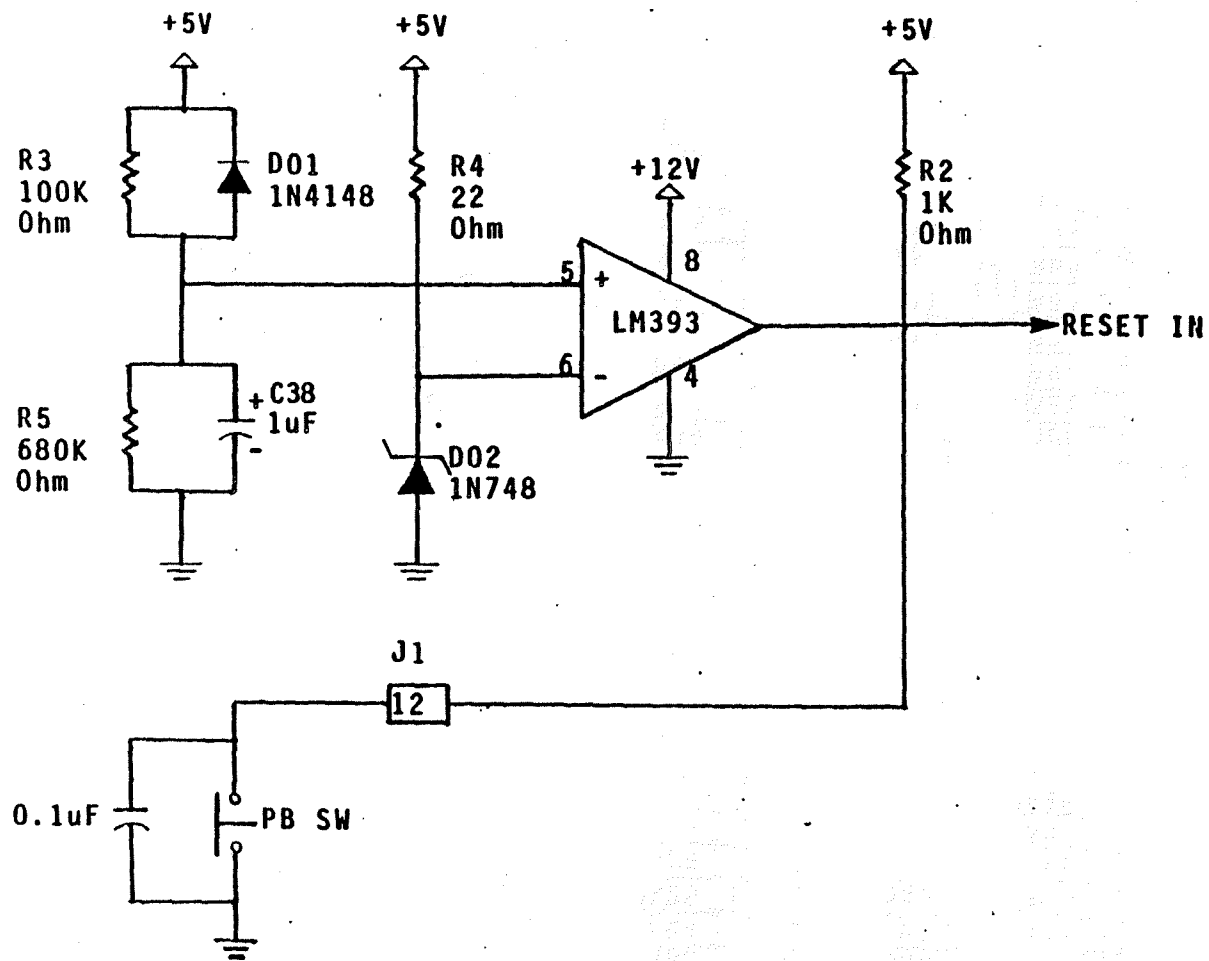 +5V
+5V
+5V
R3
100K
Ohm
D01
1N4148
R4
22
Ohm
+12V
R2
1K
Ohm
5
+
8
LM393
RESET IN
6
-
4
R5
680K
Ohm
+
C38
1uF
-
D02
1N748
J1
12
0.1uF
PB SW